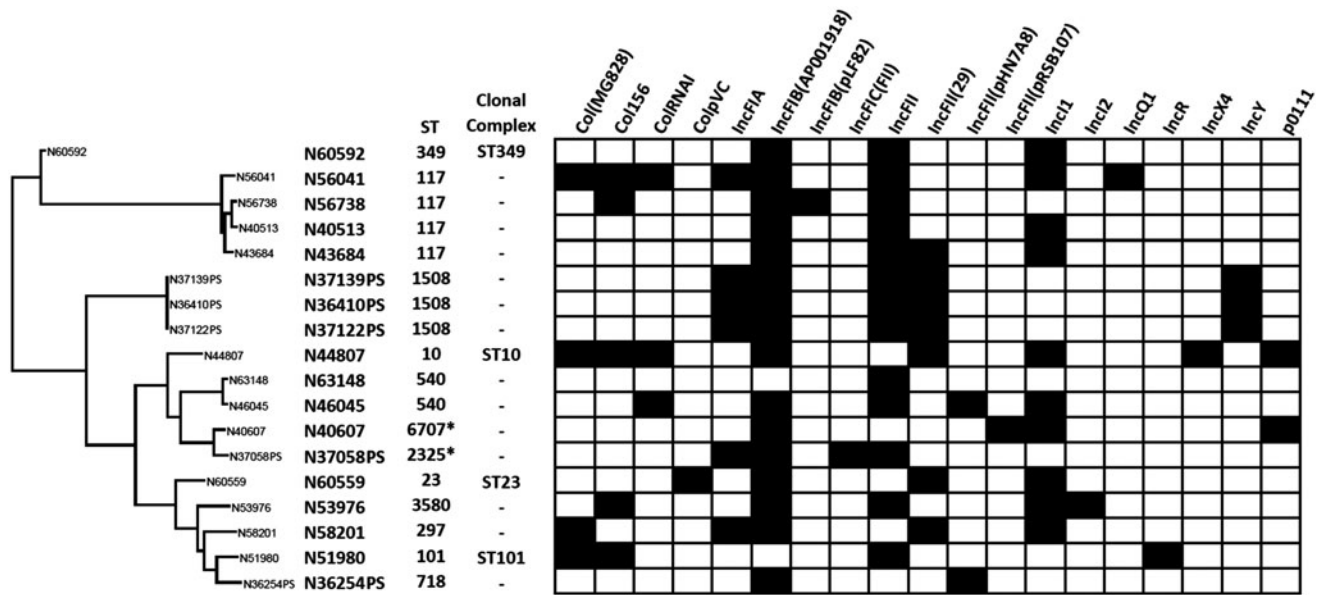 Col(MG828)
Col156
ColRNAI
ColpVC
IncFIA
IncFIB(AP001918)
IncFIB(pLF82)
IncFIC(FII)
IncFII
IncFII(29)
IncFII(pHN7A8)
IncFII(pRSB107)
IncI1
IncI2
IncQ1
IncR
IncX4
IncY
p0111
ST Clonal Complex
N60592 N60592 349 ST349
N56041 N56041 117 -
N56738 N56738 117 -
N40513 N40513 117 -
N43684 N43684 117 -
N37139PS N37139PS 1508 -
N36410PS N36410PS 1508 -
N37122PS N37122PS 1508 -
N44807 N44807 10 ST10
N63148 N63148 540 -
N46045 N46045 540 -
N40607 N40607 6707* -
N37058PS N37058PS 2325* -
N60559 N60559 23 ST23
N53976 N53976 3580 -
N58201 N58201 297 -
N51980 N51980 101 ST101
N36254PS N36254PS 718 -